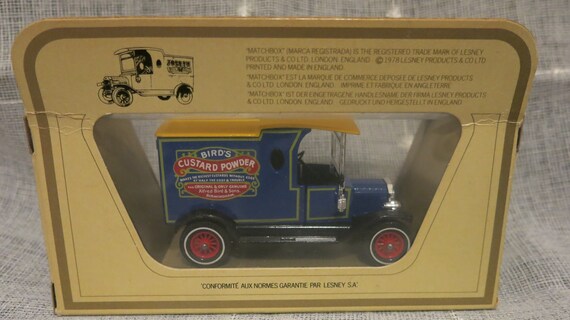 "MATCHBOX" (MARCA REGISTRADA) IS THE REGISTERED TRADE MARK OF LESNEY
PRODUCTS & CO LTD. LONDON, ENGLAND © 1978 LESNEY PRODUCTS & CO LTD
PRINTED AND MADE IN ENGLAND
"MATCHBOX" EST LA MARQUE DE COMMERCE DEPOSEE DE LESNEY PRODUCTS
& CO LTD. LONDON, ENGLAND IMPRIME ET FABRIQUE EN ANGLETERRE
"MATCHBOX" IST DER EINGETRAGENE HANDELSNAME DER FIRMA LESNEY PRODUCTS
& CO LTD. LONDON, ENGLAND GEDRUCKT UND HERGESTELLT IN ENGLAND
JOSEPH
BIRD'S
CUSTARD POWDER
Alfred Bird & Sons
"CONFORMITÉ AUX NORMES GARANTIE PAR LESNEY S.A."